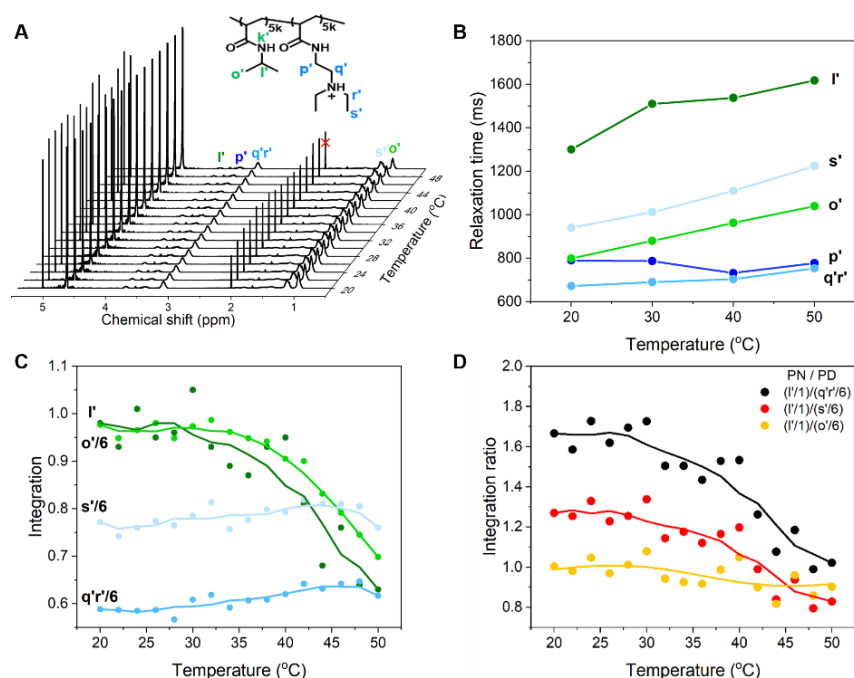 A
5k
5k
k'
NH
NH
o'
l'
p'
q'
NH
+
r'
s'
l'
p'
q'r'
s'
o'
5
4
3
2
1
Chemical shift (ppm)
20
24
28
32
36
40
44
48
Temperature (°C)
B
1800
1600
1400
1200
1000
800
600
Relaxation time (ms)
l'
s'
o'
p'
q'r'
20
30
40
50
Temperature (°C)
C
1.1
1.0
0.9
0.8
0.7
0.6
Integration
l'
o'/6
s'/6
q'r'/6
20
25
30
35
40
45
50
Temperature (°C)
D
2.0
1.8
1.6
1.4
1.2
1.0
0.8
Integration ratio
PN / PD
(l'/1)/(q'r'/6)
(l'/1)/(s'/6)
(l'/1)/(o'/6)
20
25
30
35
40
45
50
Temperature (°C)